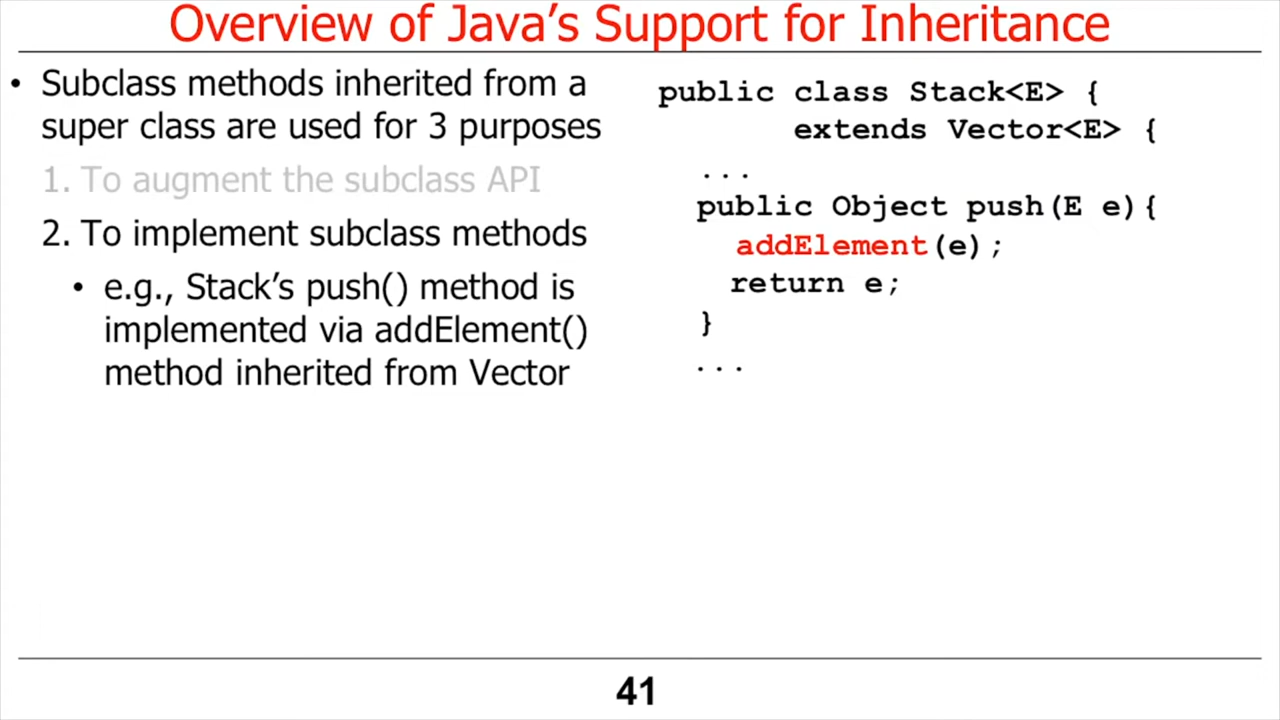 Overview of Java's Support for Inheritance
• Subclass methods inherited from a
super class are used for 3 purposes
1. To augment the subclass API
2. To implement subclass methods
• e.g., Stack's push() method is
implemented via addElement()
method inherited from Vector
public class Stack<E> {
extends Vector<E> {
...
public Object push(E e){
addElement(e);
return e;
}
...
41